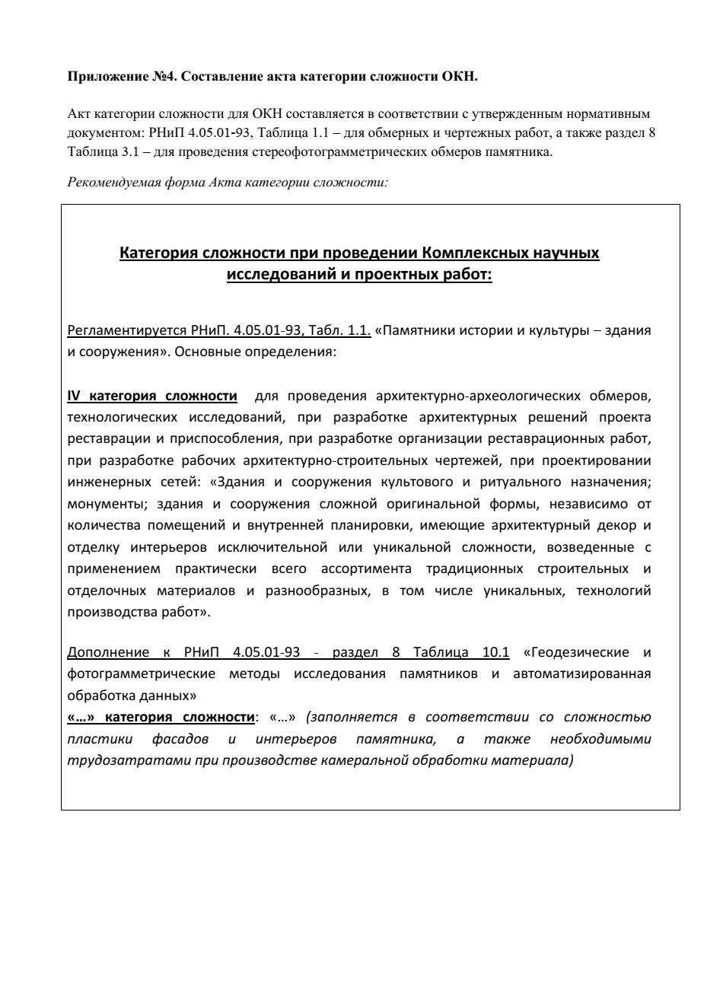 Приложение №4. Составление акта категории сложности ОКН.
Акт категории сложности для ОКН составляется в соответствии с утвержденным нормативным
документом: РНиП 4.05.01-93, Таблица 1.1 – для обмерных и чертежных работ, а также раздел 8
Таблица 3.1 – для проведения стереофотограмметрических обмеров памятника.
Рекомендуемая форма Акта категории сложности:
Категория сложности при проведении Комплексных научных
исследований и проектных работ:
Регламентируется РНиП. 4.05.01-93, Табл. 1.1. «Памятники истории и культуры – здания
и сооружения». Основные определения:
IV категория сложности для проведения архитектурно-археологических обмеров,
технологических исследований, при разработке архитектурных решений проекта
реставрации и приспособления, при разработке организации реставрационных работ,
при разработке рабочих архитектурно-строительных чертежей, при проектировании
инженерных сетей: «Здания и сооружения культового и ритуального назначения;
монументы; здания и сооружения сложной оригинальной формы, независимо от
количества помещений и внутренней планировки, имеющие архитектурный декор и
отделку интерьеров исключительной или уникальной сложности, возведенные с
применением практически всего ассортимента традиционных строительных и
отделочных материалов и разнообразных, в том числе уникальных, технологий
производства работ».
Дополнение к РНиП 4.05.01-93 - раздел 8 Таблица 10.1 «Геодезические и
фотограмметрические методы исследования памятников и автоматизированная
обработка данных»
«…» категория сложности: «…» (заполняется в соответствии со сложностью
пластики фасадов и интерьеров памятника, а также необходимыми
трудозатратами при производстве камеральной обработки материала)